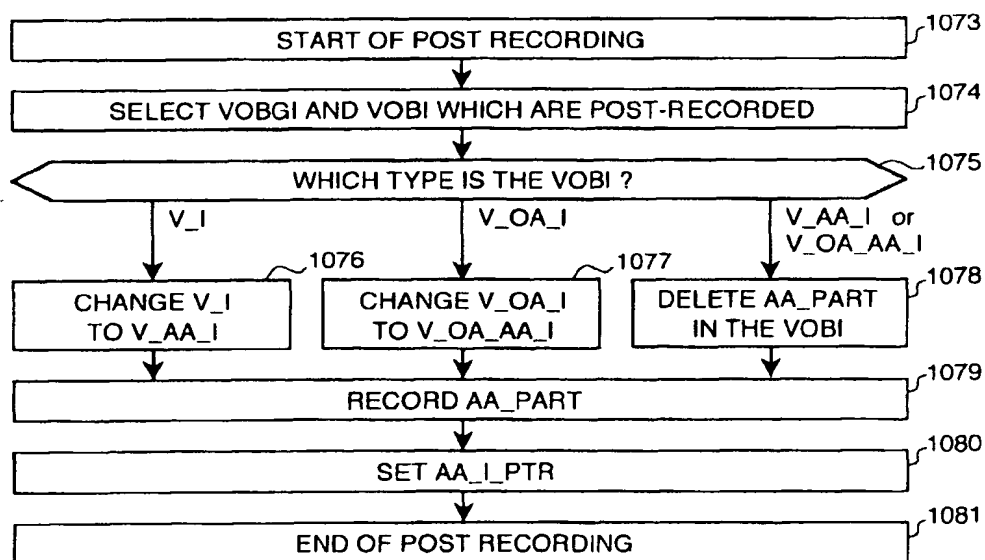 START OF POST RECORDING
1073
SELECT VOBGI AND VOBI WHICH ARE POST-RECORDED
1074
WHICH TYPE IS THE VOBI ?
1075
V_I
V_OA_I
V_AA_I or
V_OA_AA_I
1076
CHANGE V_I
TO V_AA_I
1077
CHANGE V_OA_I
TO V_OA_AA_I
1078
DELETE AA_PART
IN THE VOBI
1079
RECORD AA_PART
1080
SET AA_I_PTR
1081
END OF POST RECORDING